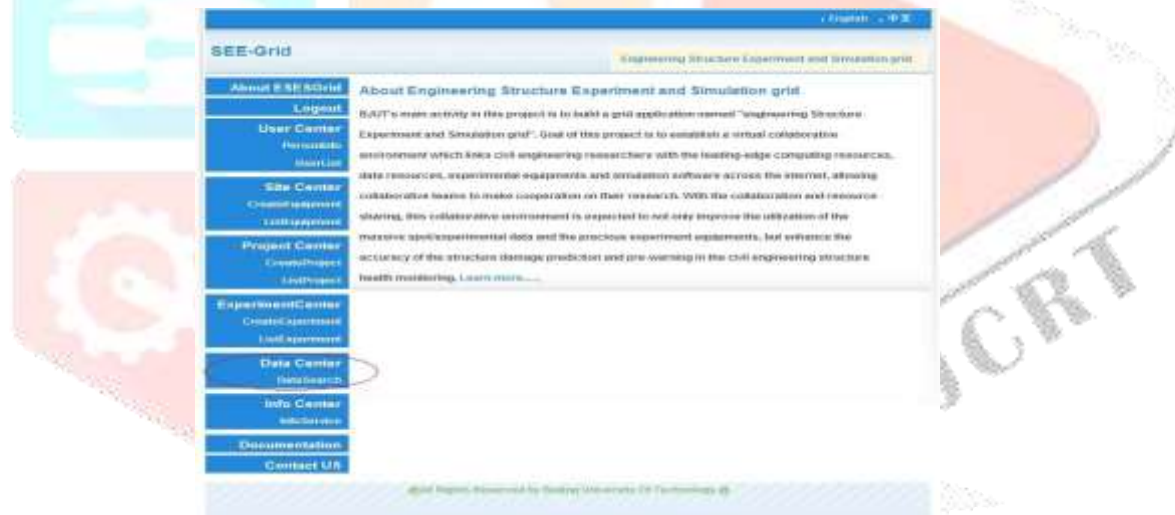 English 中文
SEE-Grid
Engineering Structure Experiment and Simulation grid
About ESESGrid
Logout
User Center
PersonInfo
UserList
Site Center
CreateEquipment
ListEquipment
Project Center
CreateProject
ListProject
ExperimentCenter
CreateExperiment
ListExperiment
Data Center
DataSearch
Info Center
InfoService
Documentation
Contact US
About Engineering Structure Experiment and Simulation grid
BJUT's main activity in this project is to build a grid application named "engineering Structure
Experiment and Simulation grid". Goal of this project is to establish a virtual collaborative
environment which links civil engineering researchers with the leading-edge computing resources,
data resources, experimental equipments and simulation software across the internet, allowing
collaborative teams to make cooperation on their research. With the collaboration and resource
sharing, this collaborative environment is expected to not only improve the utilization of the
massive spot/experimental data and the precious experiment equipments, but enhance the
accuracy of the structure damage prediction and pre-warning in the civil engineering structure
health monitoring. Learn more......
@All Rights Reserved by Beijing University Of Technology @
JCRT